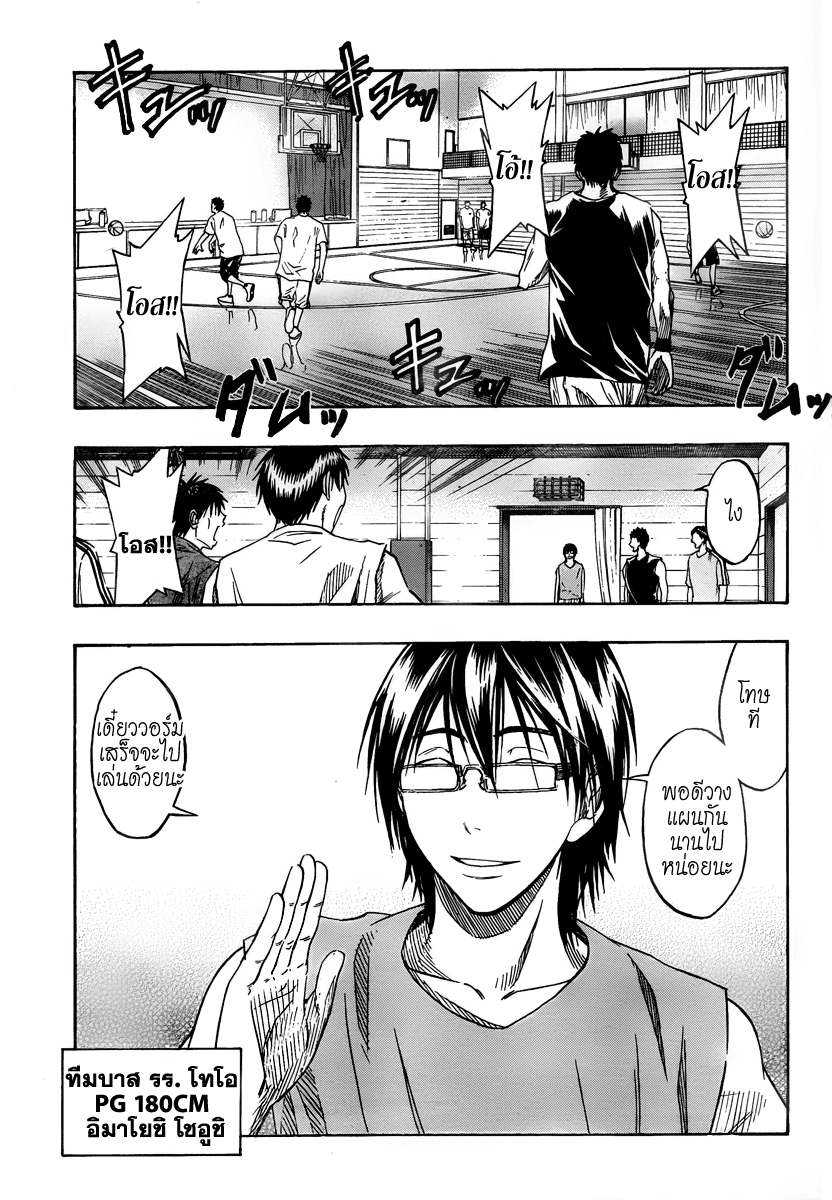 キュッ
キュッ
โอส!!
โอ้!!
โอส!!
キュッ
ダムッ
ダムッ
ไง
โอส!!
โทษ
ที
พอดีวาง
แผนกัน
นานไป
หน่อยนะ
เดี๋ยววอร์ม
เสร็จจะไป
เล่นด้วยนะ
ทีมบาส รร. โทโอ
PG 180CM
อิมาโยชิ โชอูชิ